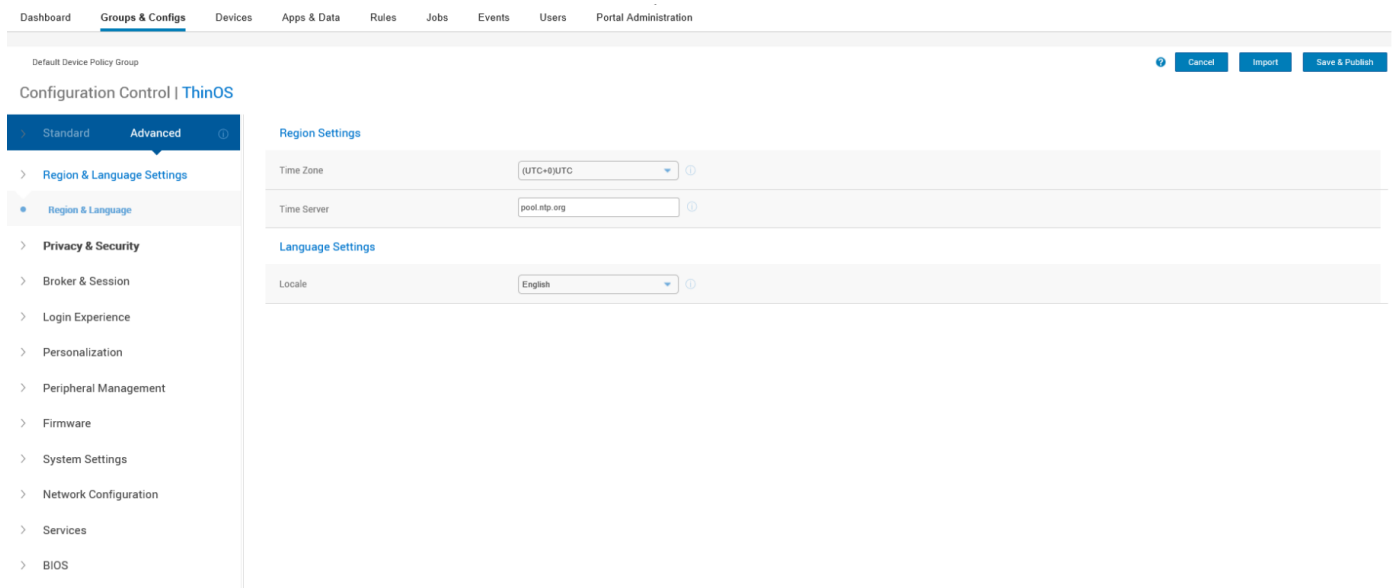 Dashboard Groups & Configs Devices Apps & Data Rules Jobs Events Users Portal Administration
Default Device Policy Group
Cancel Import Save & Publish
Configuration Control | ThinOS
Standard Advanced
Region & Language Settings
Region & Language
Privacy & Security
Broker & Session
Login Experience
Personalization
Peripheral Management
Firmware
System Settings
Network Configuration
Services
BIOS
Region Settings
Time Zone (UTC+0)UTC
Time Server pool.ntp.org
Language Settings
Locale English